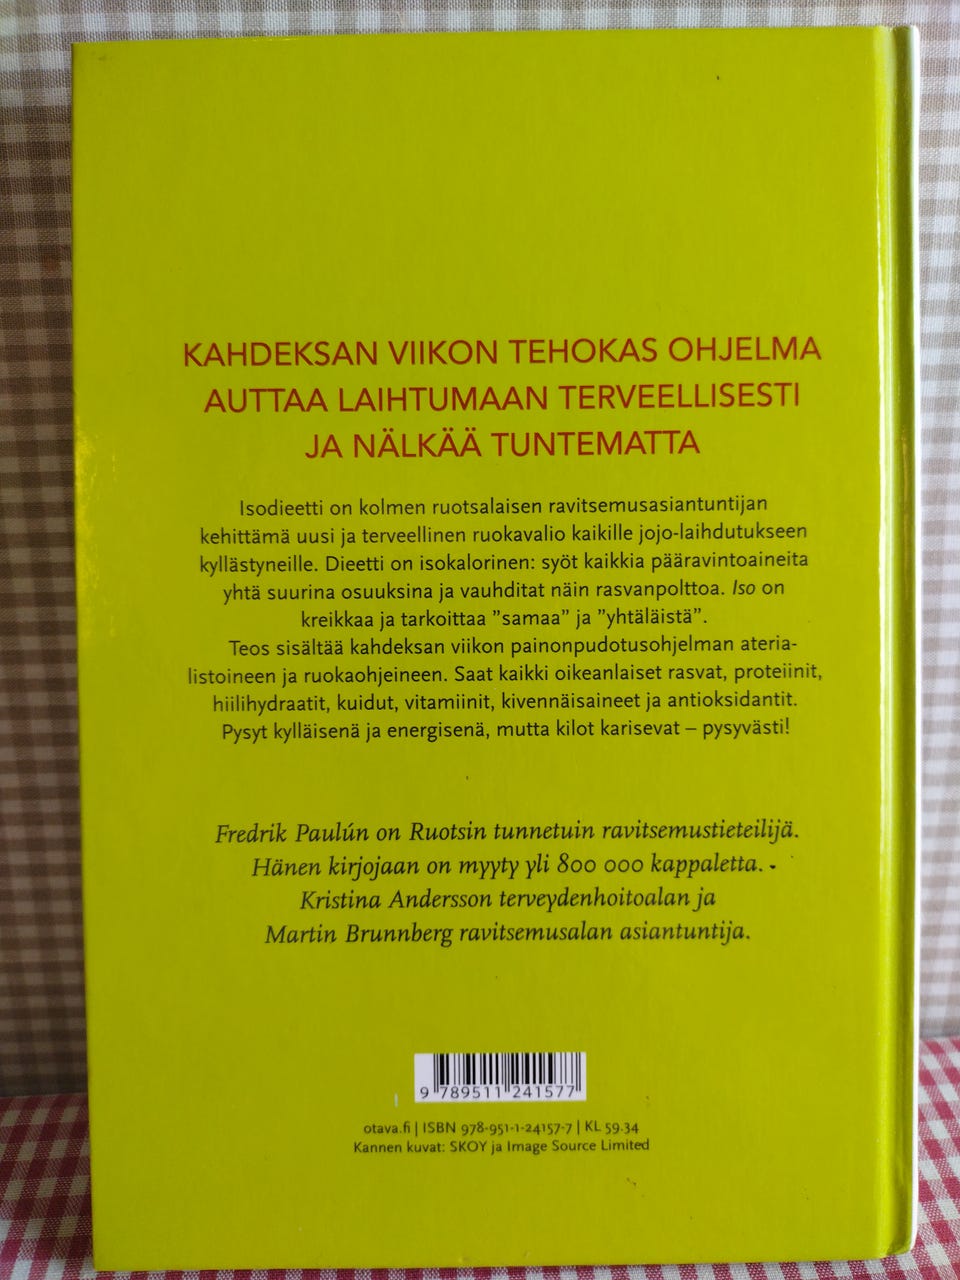 KAHDEKSAN VIIKON TEHOKAS OHJELMA
AUTTAA LAIHTUMAAN TERVEELLISESTI
JA NÄLKÄÄ TUNTEMATTA
Isodieetti on kolmen ruotsalaisen ravitsemusasiantuntijan
kehittämä uusi ja terveellinen ruokavalio kaikille jojo-laihdutukseen
kyllästyneille. Dieetti on isokalorinen: syöt kaikkia pääravintoaineita
yhtä suurina osuuksina ja vauhditat näin rasvanpolttoa. Iso on
kreikkaa ja tarkoittaa ”samaa” ja ”yhtäläistä”.
Teos sisältää kahdeksan viikon painonpudotusohjelman ateria-
listoineen ja ruokaohjeineen. Saat kaikki oikeanlaiset rasvat, proteiinit,
hiilihydraatit, kuidut, vitamiinit, kivennäisaineet ja antioksidantit.
Pysyt kylläisenä ja energisenä, mutta kilot karisevat – pysyvästi!
Fredrik Paulún on Ruotsin tunnetuin ravitsemustieteilijä.
Hänen kirjojaan on myyty yli 800 000 kappaletta.
Kristina Andersson terveydenhoitoalan ja
Martin Brunnberg ravitsemusalan asiantuntija.
9 789511 241577
otava.fi | ISBN 978-951-1-24157-7 | KL 59.34
Kannen kuvat: SKOY ja Image Source Limited